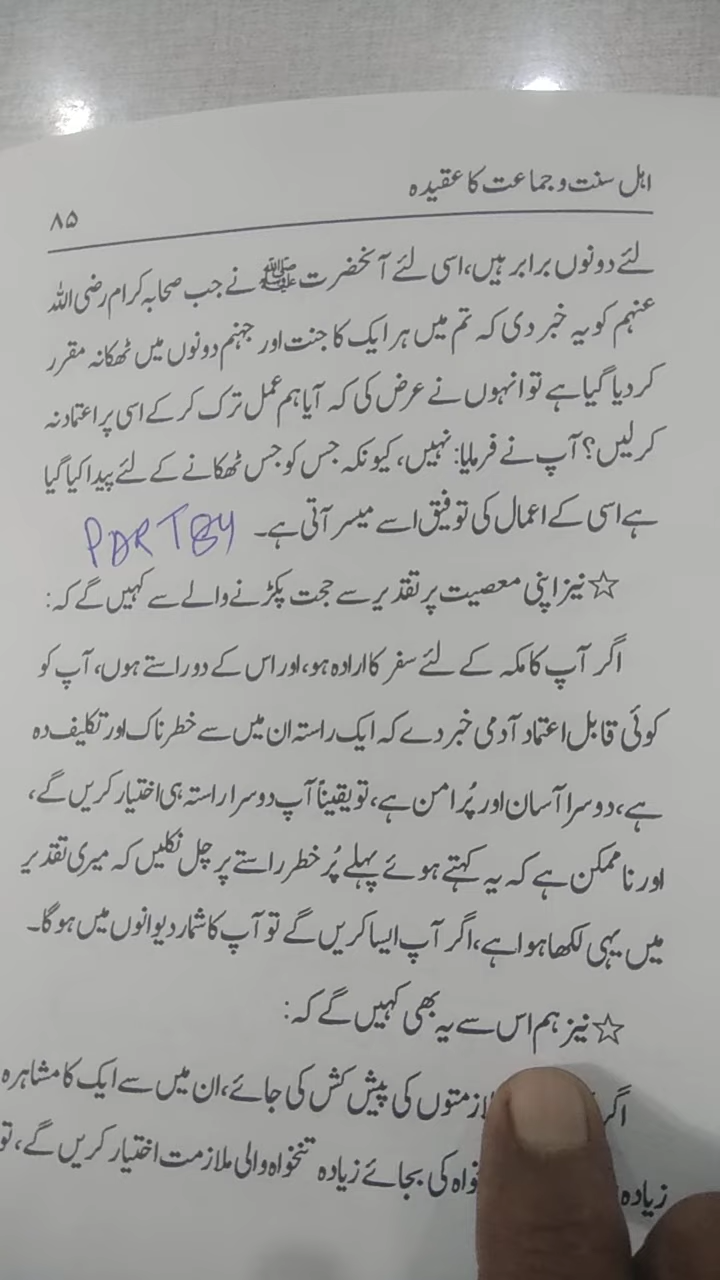 اہل سنت و جماعت کا عقیدہ
۸۵
لئے دونوں برابر ہیں، اسی لئے آنحضرت ﷺ نے جب صحابہ کرام رضی اللہ
عنہم کو یہ خبر دی کہ تم میں ہر ایک کا جنت اور جہنم دونوں میں ٹھکانہ مقرر
کر دیا گیا ہے تو انہوں نے عرض کی کہ آیا ہم عمل ترک کر کے اسی پر اعتماد نہ
کر لیں؟ آپ نے فرمایا: نہیں، کیونکہ جس کو جس ٹھکانے کے لئے پیدا کیا گیا
ہے اسی کے اعمال کی توفیق اسے میسر آتی ہے۔ PART 84
☆ نیز اپنی معصیت پر تقدیر سے حجت پکڑنے والے سے کہیں گے کہ:
اگر آپ کا مکہ کے لئے سفر کا ارادہ ہو، اور اس کے دو راستے ہوں، آپ کو
کوئی قابل اعتماد آدمی خبر دے کہ ایک راستہ ان میں سے خطرناک اور تکلیف دہ
ہے، دوسرا آسان اور پُر امن ہے، تو یقیناً آپ دوسرا راستہ ہی اختیار کریں گے،
اور ناممکن ہے کہ یہ کہتے ہوئے پہلے پُر خطر راستے پر چل نکلیں کہ میری تقدیر
میں یہی لکھا ہوا ہے، اگر آپ ایسا کریں گے تو آپ کا شمار دیوانوں میں ہو گا۔
☆ نیز ہم اس سے یہ بھی کہیں گے کہ:
اگر کی پیش کش کی جائے، ان میں سے ایک کا مشاہرہ
زیادہ کی بجائے زیادہ تنخواہ والی ملازمت اختیار کریں گے، تو